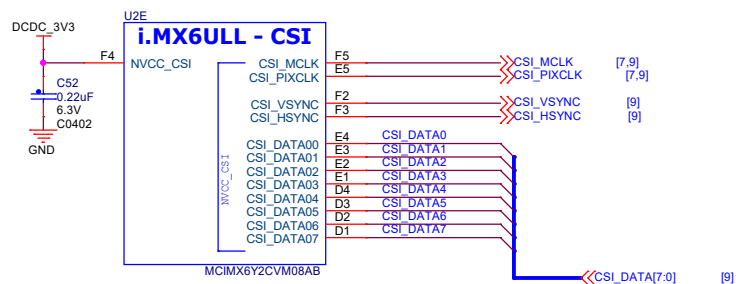 U2E
DCDC_3V3
i.MX6ULL - CSI
F4 NVCC_CSI
CSI_MCLK F5 CSI_MCLK [7,9]
CSI_PIXCLK E5 CSI_PIXCLK [7,9]
C52
0.22uF
6.3V
C0402
GND
CSI_VSYNC F2 CSI_VSYNC [9]
CSI_HSYNC F3 CSI_HSYNC [9]
NVCC_CSI
CSI_DATA00 E4 CSI_DATA0
CSI_DATA01 E3 CSI_DATA1
CSI_DATA02 E2 CSI_DATA2
CSI_DATA03 E1 CSI_DATA3
CSI_DATA04 D4 CSI_DATA4
CSI_DATA05 D3 CSI_DATA5
CSI_DATA06 D2 CSI_DATA6
CSI_DATA07 D1 CSI_DATA7
MCIMX6Y2CVM08AB
CSI_DATA[7:0] [9]